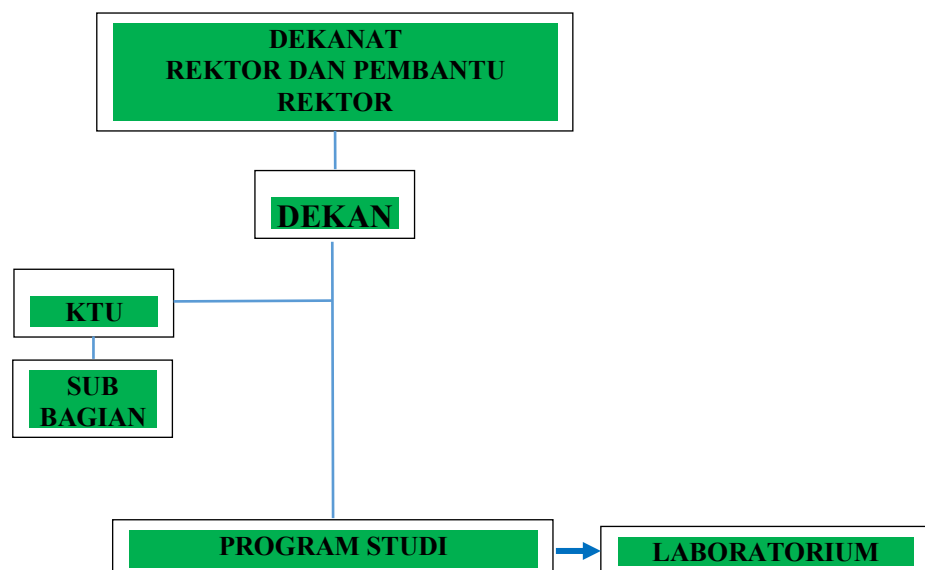 DEKANAT
REKTOR DAN PEMBANTU
REKTOR
DEKAN
KTU
SUB
BAGIAN
PROGRAM STUDI
LABORATORIUM